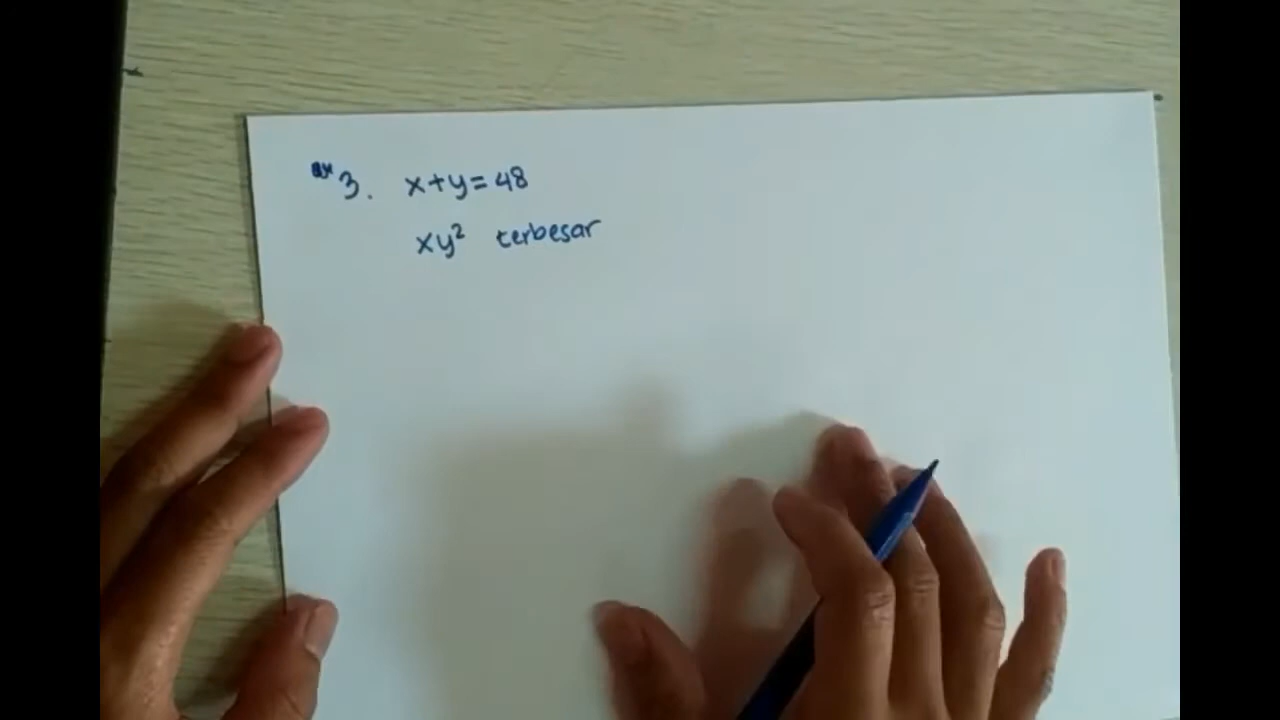 3. x+y=48
xy² terbesar